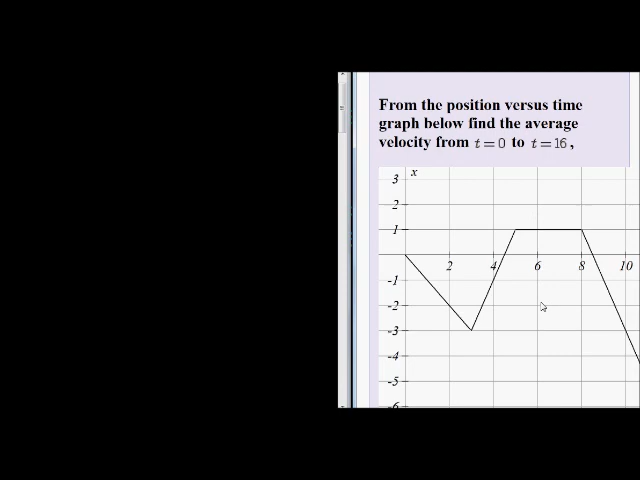 From the position versus time
graph below find the average
velocity from t = 0 to t = 16 ,
x
3
2
1
2 4 6 8 10
-1
-2
-3
-4
-5
-6